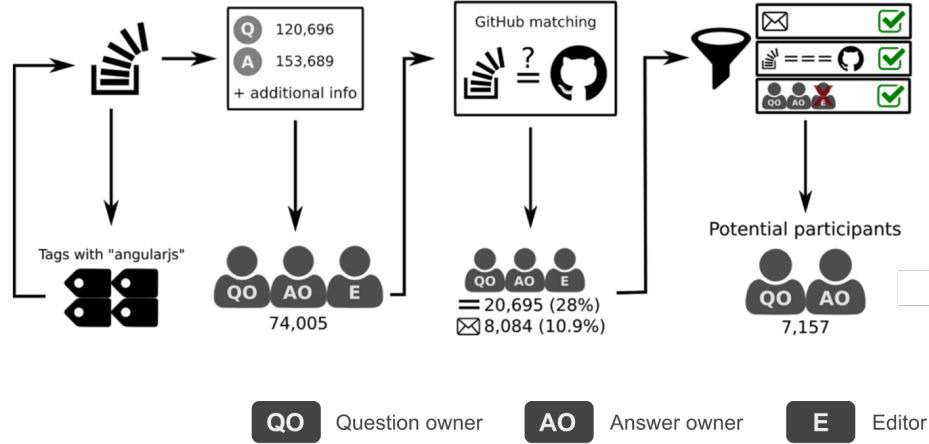 Tags with "angularjs"
Q 120,696
A 153,689
+ additional info
QO AO E
74,005
GitHub matching
?
=
QO AO E
= 20,695 (28%)
8,084 (10.9%)
===
QO AO E
Potential participants
QO AO
7,157
QO Question owner AO Answer owner E Editor